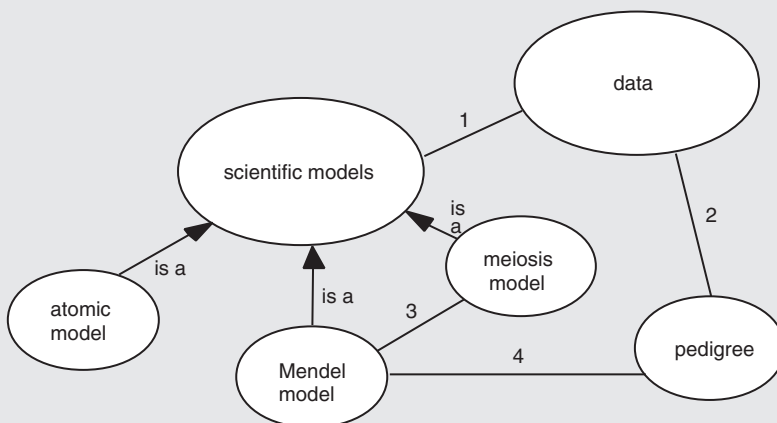 data
1
scientific models
is
a
2
is a
meiosis
model
is a
atomic
model
3
4
pedigree
Mendel
model